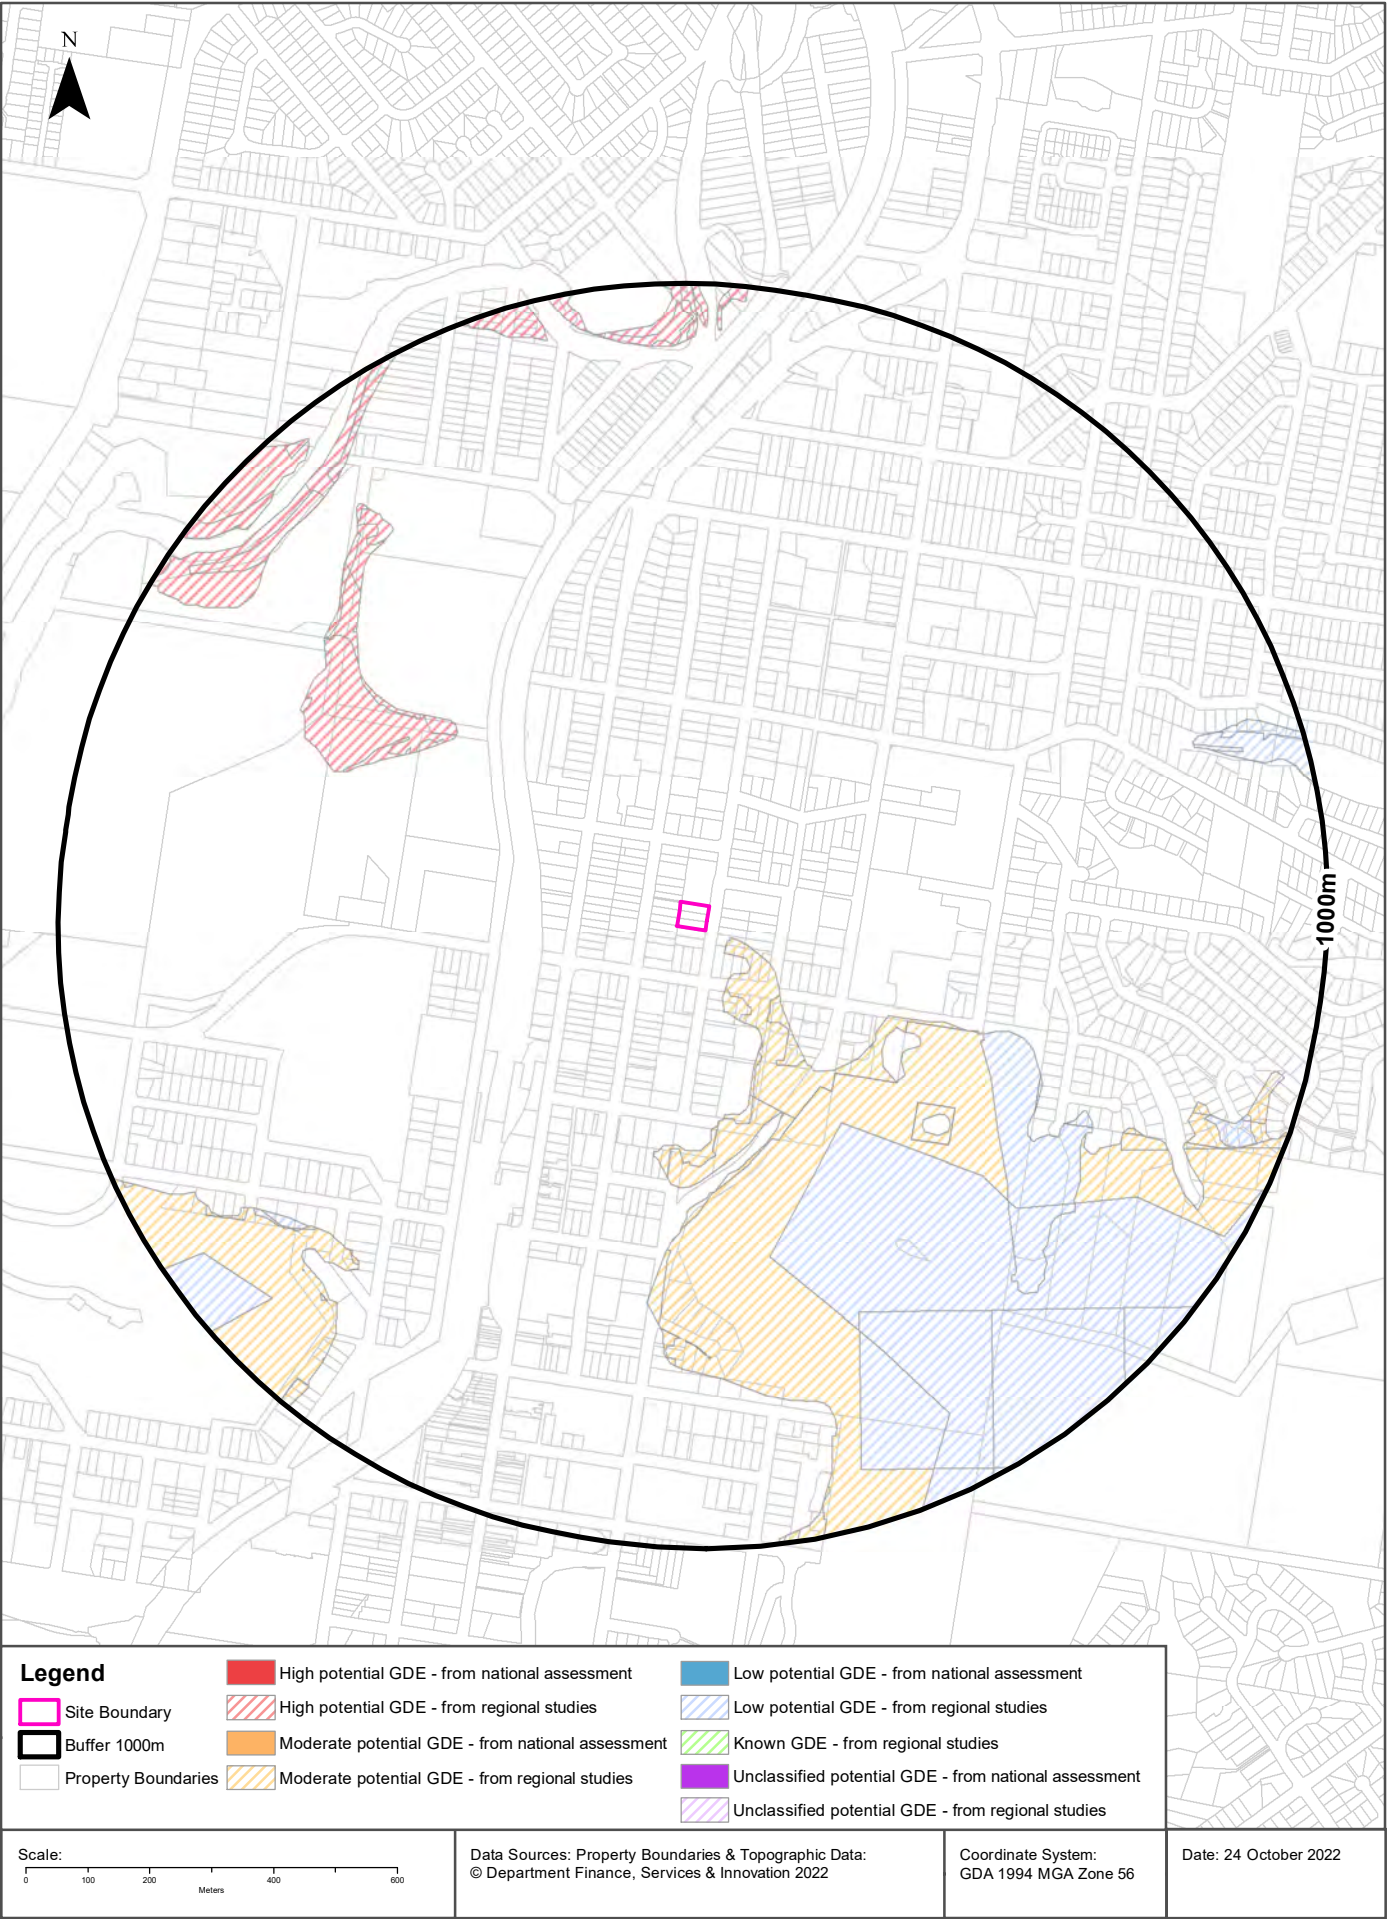 N
1000m
Legend
Site Boundary
Buffer 1000m
Property Boundaries
High potential GDE - from national assessment
High potential GDE - from regional studies
Moderate potential GDE - from national assessment
Moderate potential GDE - from regional studies
Low potential GDE - from national assessment
Low potential GDE - from regional studies
Known GDE - from regional studies
Unclassified potential GDE - from national assessment
Unclassified potential GDE - from regional studies
Scale:
0 100 200 400 600
Meters
Data Sources: Property Boundaries & Topographic Data:
© Department Finance, Services & Innovation 2022
Coordinate System:
GDA 1994 MGA Zone 56
Date: 24 October 2022